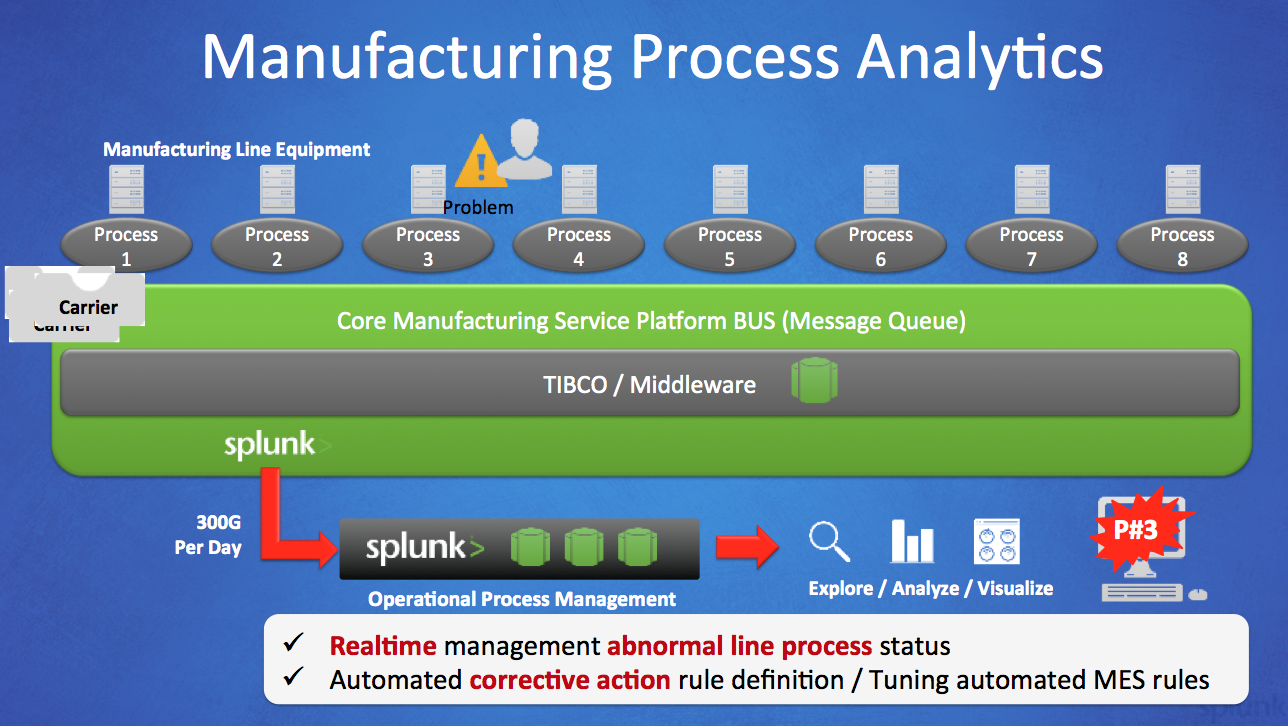 Manufacturing Process Analytics
Manufacturing Line Equipment
Problem
Process
1
Process
2
Process
3
Process
4
Process
5
Process
6
Process
7
Process
8
Carrier
Carrier
Core Manufacturing Service Platform BUS (Message Queue)
TIBCO / Middleware
splunk>
300G
Per Day
splunk>
Operational Process Management
Explore / Analyze / Visualize
P#3
✓ Realtime management abnormal line process status
✓ Automated corrective action rule definition / Tuning automated MES rules
splunk